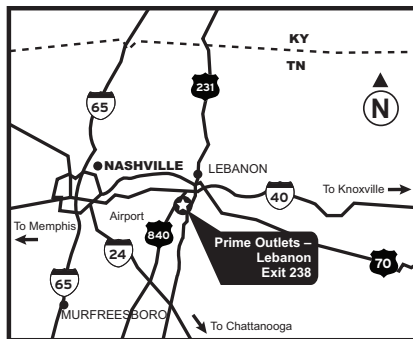 KY
TN
231
65
N
NASHVILLE
LEBANON
To Knoxville
40
Airport
To Memphis
840
Prime Outlets –
Lebanon
Exit 238
24
70
65
MURFREESBORO
To Chattanooga